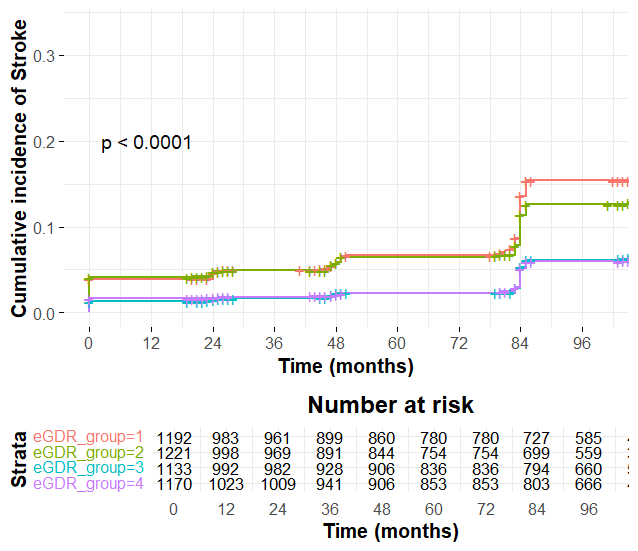 Cumulative incidence of Stroke
0.3
0.2
0.1
0.0
p < 0.0001
0 12 24 36 48 60 72 84 96
Time (months)
Number at risk
Strata
eGDR_group=1 1192 983 961 899 860 780 780 727 585
eGDR_group=2 1221 998 969 891 844 754 754 699 559
eGDR_group=3 1133 992 982 928 906 836 836 794 660
eGDR_group=4 1170 1023 1009 941 906 853 853 803 666
0 12 24 36 48 60 72 84 96
Time (months)